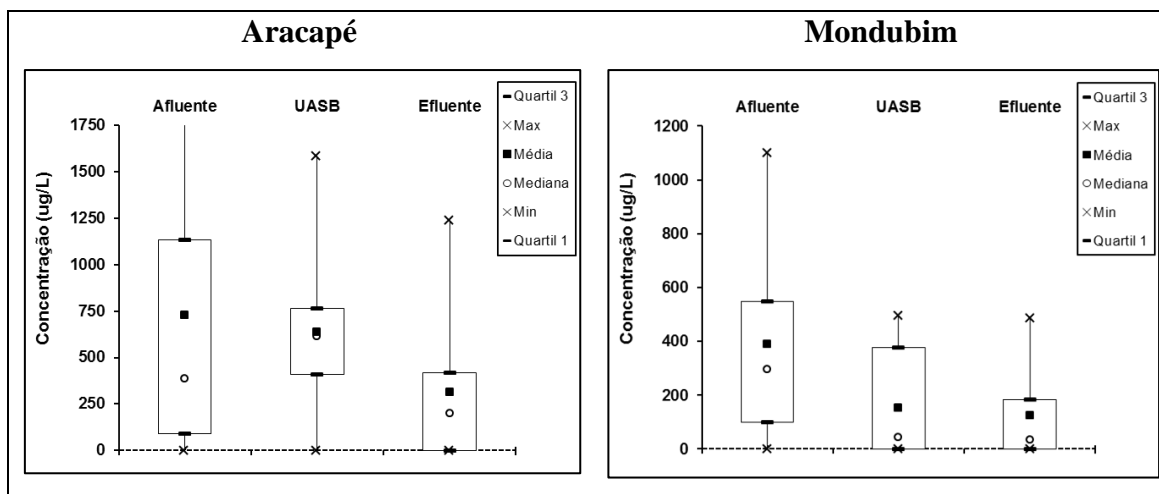 Aracapé
Mondubim
Afluente UASB Efluente
Quartil 3
Max
Média
Mediana
Min
Quartil 1
Concentração (ug/L)
1750
1500
1250
1000
750
500
250
0
Afluente UASB Efluente
Quartil 3
Max
Média
Mediana
Min
Quartil 1
Concentração (ug/L)
1200
1000
800
600
400
200
0